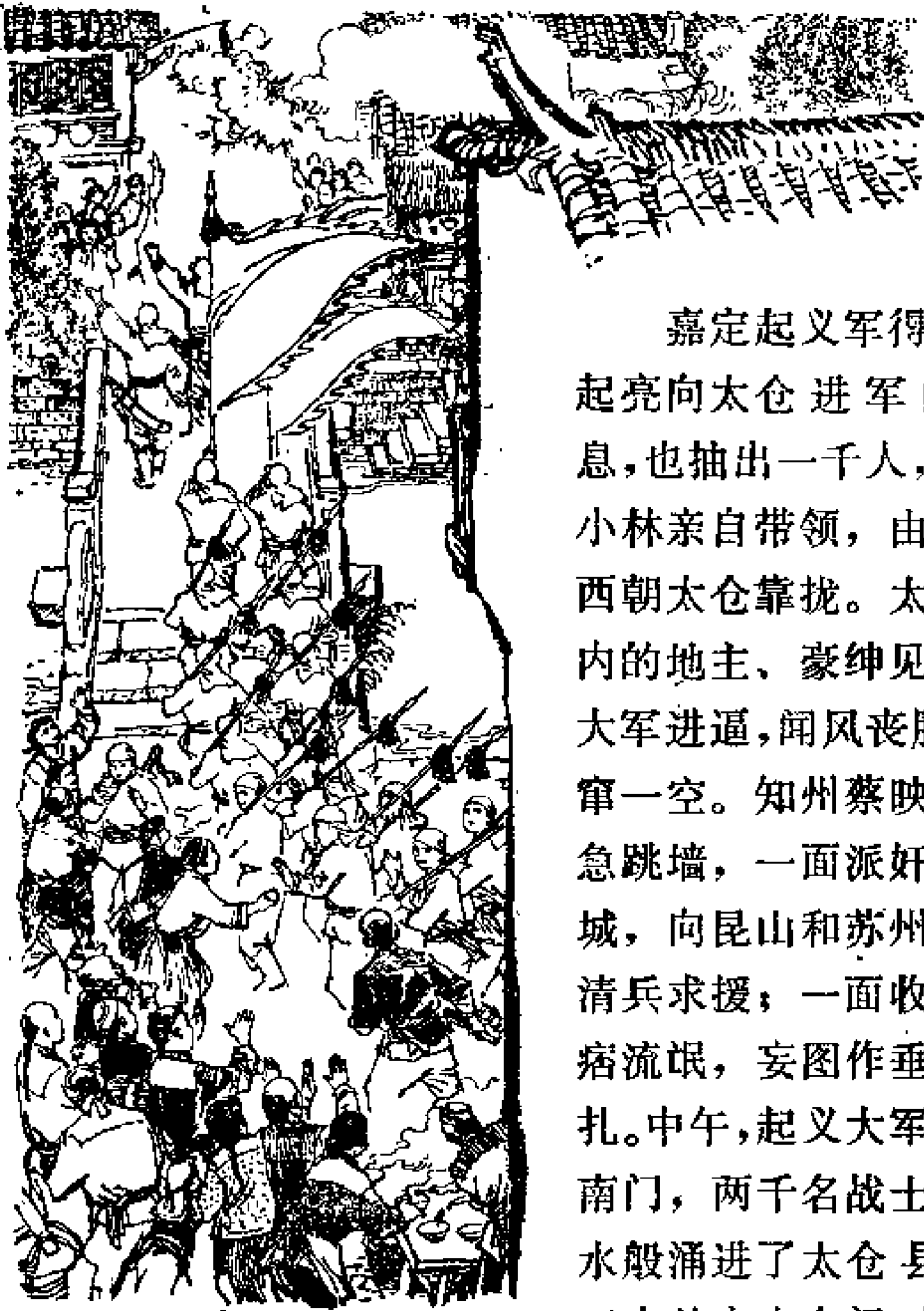 嘉定起义军得
起亮向太仓进军
息，也抽出一千人，
小林亲自带领，由
西朝太仓靠拢。太
内的地主、豪绅见
大军进逼，闻风丧胆
窜一空。知州蔡映
急跳墙，一面派奸
城，向昆山和苏州
清兵求援；一面收
痞流氓，妄图作垂
扎。中午，起义大军
南门，两千名战士
水般涌进了太仓县